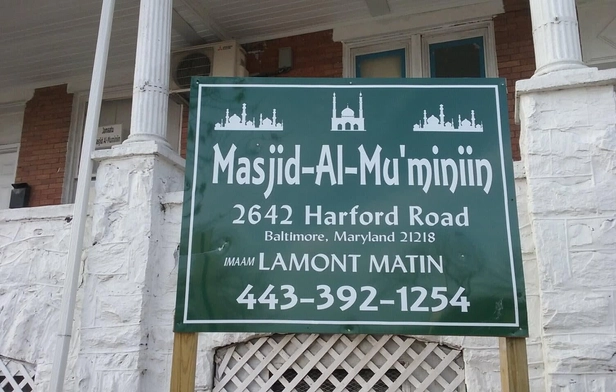 Masjid-Al-Mu'miniin
2642 Harford Road
Baltimore, Maryland 21218
IMAAM LAMONT MATIN
443-392-1254